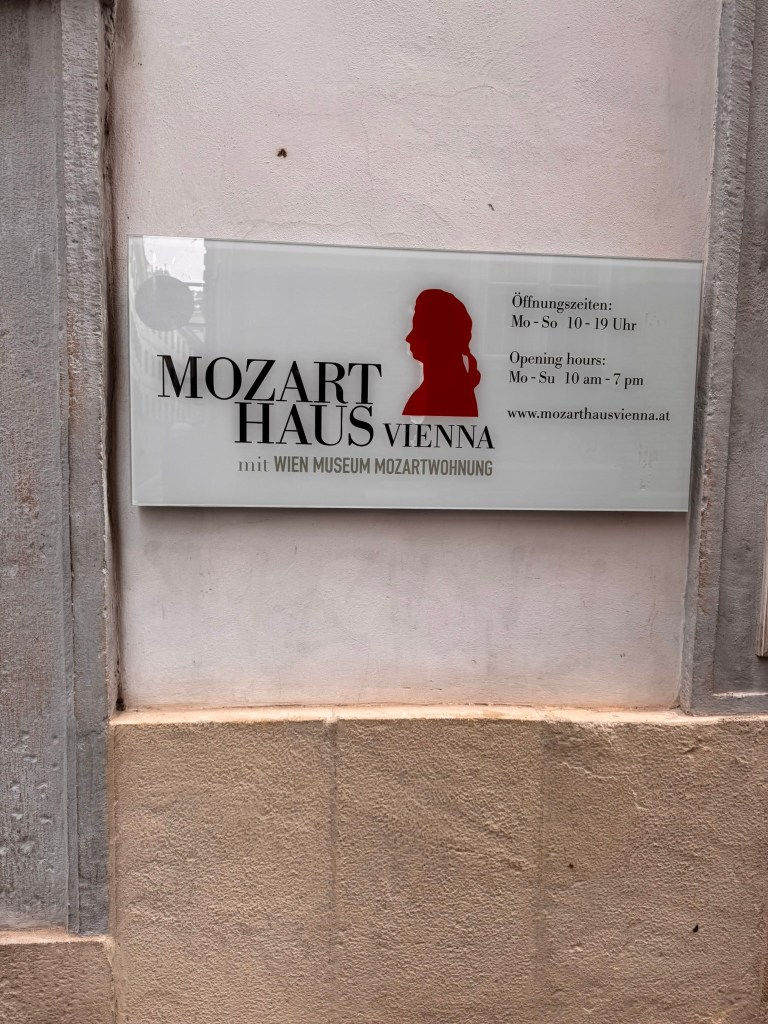 MOZART
HAUS VIENNA
mit WIEN MUSEUM MOZARTWOHNUNG
Öffnungszeiten:
Mo - So 10 - 19 Uhr
Opening hours:
Mo - Su 10 am - 7 pm
www.mozarthausvienna.at